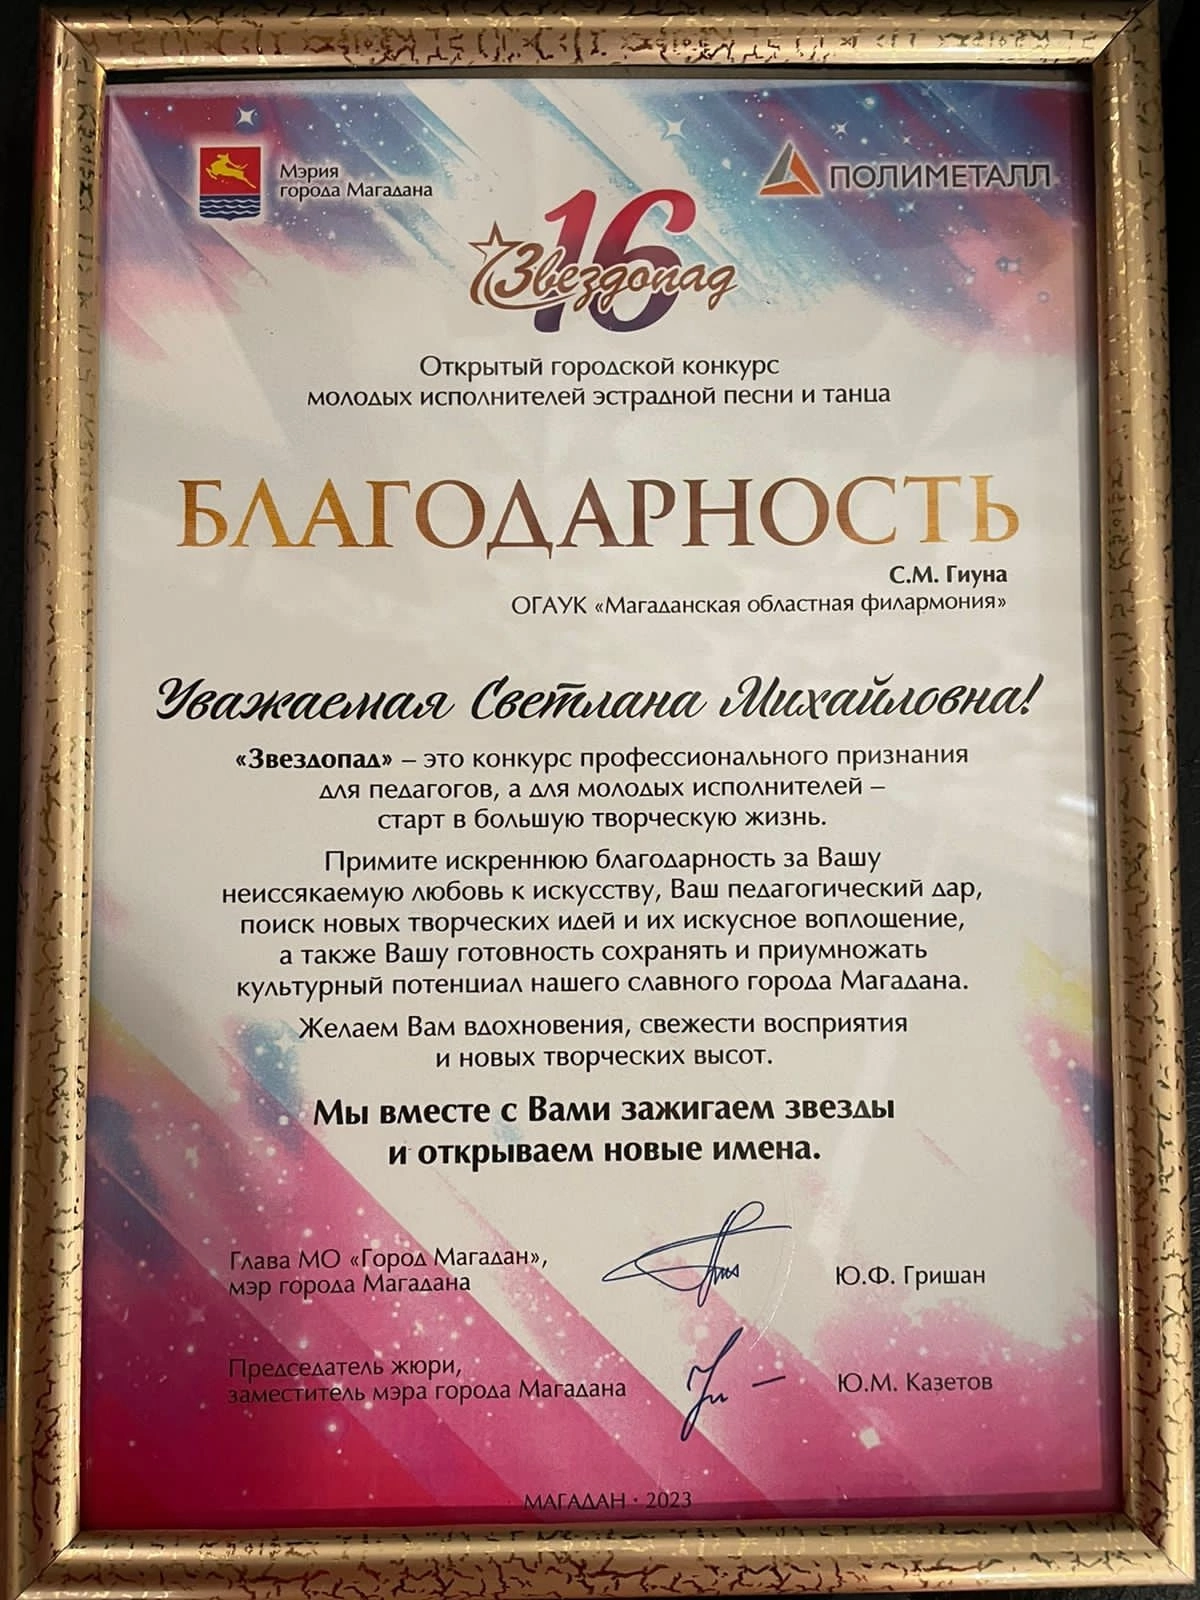 Мэрия
города Магадана
ПОЛИМЕТАЛЛ
16
Звездопад
Открытый городской конкурс
молодых исполнителей эстрадной песни и танца
БЛАГОДАРНОСТЬ
С.М. Гиуна
ОГАУК «Магаданская областная филармония»
Уважаемая Светлана Михайловна!
«Звездопад» – это конкурс профессионального признания
для педагогов, а для молодых исполнителей –
старт в большую творческую жизнь.
Примите искреннюю благодарность за Вашу
неиссякаемую любовь к искусству, Ваш педагогический дар,
поиск новых творческих идей и их искусное воплощение,
а также Вашу готовность сохранять и приумножать
культурный потенциал нашего славного города Магадана.
Желаем Вам вдохновения, свежести восприятия
и новых творческих высот.
Мы вместе с Вами зажигаем звезды
и открываем новые имена.
Глава МО «Город Магадан»,
мэр города Магадана
Ю.Ф. Гришан
Председатель жюри,
заместитель мэра города Магадана
Ю.М. Казетов
МАГАДАН · 2023